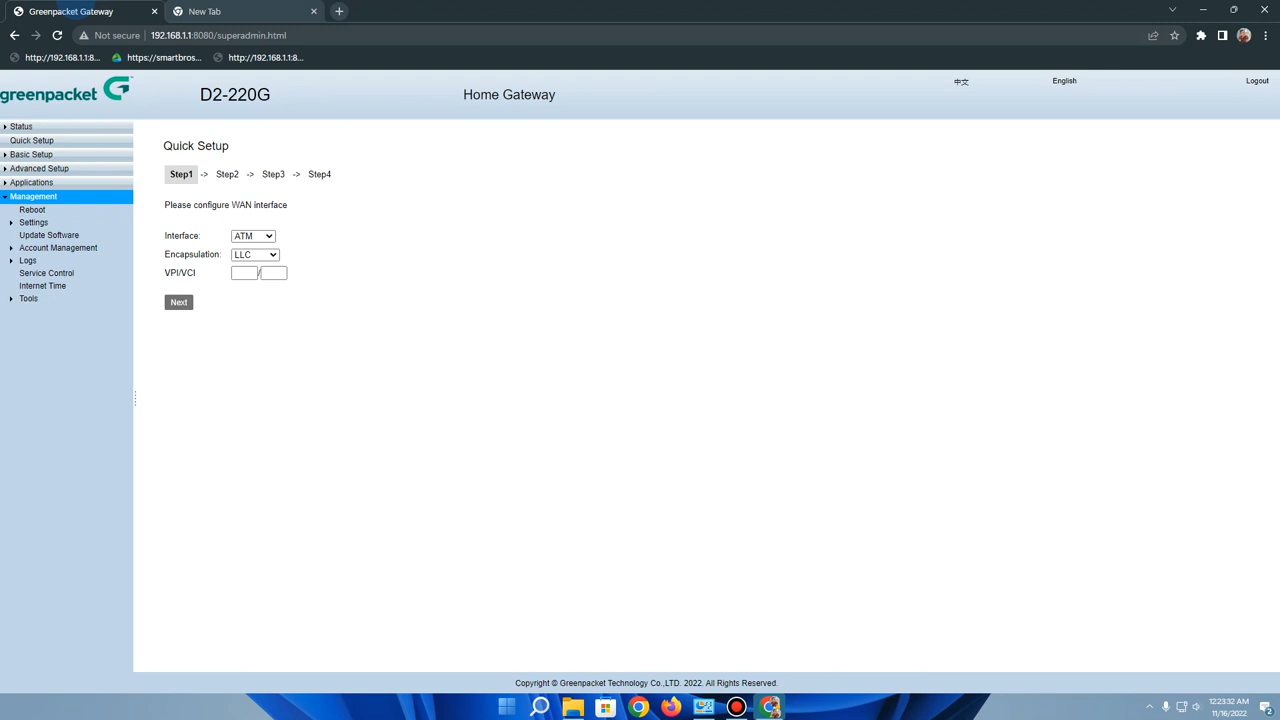 Greenpacket Gateway
New Tab
Not secure
192.168.1.1:8080/superadmin.html
http://192.168.1.1:8...
https://smartbros...
http://192.168.1.1:8...
greenpacket
D2-220G
Home Gateway
中文
English
Logout
Status
Quick Setup
Basic Setup
Advanced Setup
Applications
Management
Reboot
Settings
Update Software
Account Management
Logs
Service Control
Internet Time
Tools
Quick Setup
Step1 -> Step2 -> Step3 -> Step4
Please configure WAN interface
Interface: ATM
Encapsulation: LLC
VPI/VCI /
Next
Copyright © Greenpacket Technology Co.,LTD. 2022. All Rights Reserved.
12:23:32 AM
11/16/2022
2